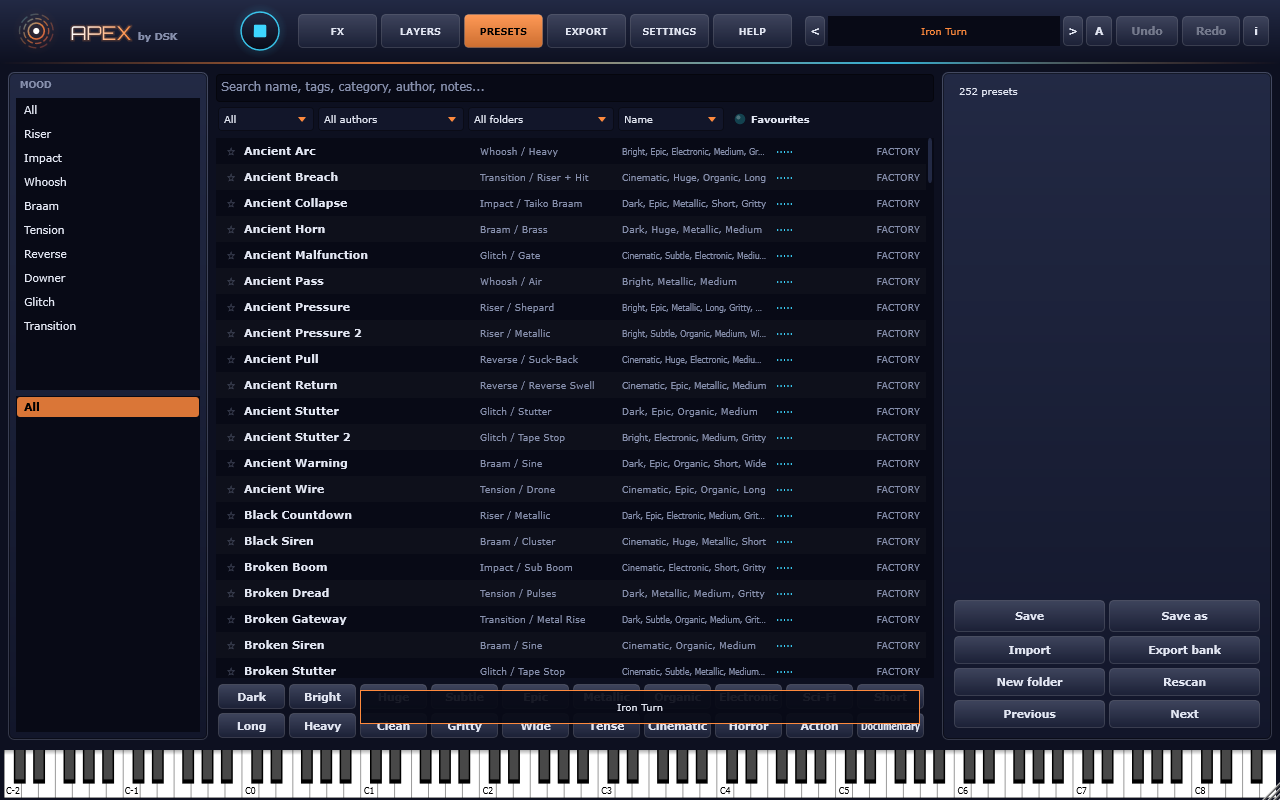 APEX by DSK
FX
LAYERS
PRESETS
EXPORT
SETTINGS
HELP
<
Iron Turn
>
A
Undo
Redo
i
MOOD
All
Riser
Impact
Whoosh
Braam
Tension
Reverse
Downer
Glitch
Transition
All
Search name, tags, category, author, notes...
All
All authors
All folders
Name
Favourites
Ancient Arc Whoosh / Heavy Bright, Epic, Electronic, Medium, Gr... FACTORY
Ancient Breach Transition / Riser + Hit Cinematic, Huge, Organic, Long FACTORY
Ancient Collapse Impact / Taiko Braam Dark, Epic, Metallic, Short, Gritty FACTORY
Ancient Horn Braam / Brass Dark, Huge, Metallic, Medium FACTORY
Ancient Malfunction Glitch / Gate Cinematic, Subtle, Electronic, Mediu... FACTORY
Ancient Pass Whoosh / Air Bright, Metallic, Medium FACTORY
Ancient Pressure Riser / Shepard Bright, Epic, Metallic, Long, Gritty, ... FACTORY
Ancient Pressure 2 Riser / Metallic Bright, Subtle, Organic, Medium, Wi... FACTORY
Ancient Pull Reverse / Suck-Back Cinematic, Huge, Electronic, Mediu... FACTORY
Ancient Return Reverse / Reverse Swell Cinematic, Epic, Metallic, Medium FACTORY
Ancient Stutter Glitch / Stutter Dark, Epic, Organic, Medium FACTORY
Ancient Stutter 2 Glitch / Tape Stop Bright, Electronic, Medium, Gritty FACTORY
Ancient Warning Braam / Sine Dark, Epic, Organic, Short, Wide FACTORY
Ancient Wire Tension / Drone Cinematic, Epic, Organic, Long FACTORY
Black Countdown Riser / Metallic Dark, Epic, Electronic, Medium, Grit... FACTORY
Black Siren Braam / Cluster Cinematic, Huge, Metallic, Short FACTORY
Broken Boom Impact / Sub Boom Cinematic, Electronic, Short, Gritty FACTORY
Broken Dread Tension / Pulses Dark, Metallic, Medium, Gritty FACTORY
Broken Gateway Transition / Metal Rise Dark, Subtle, Organic, Medium, Grit... FACTORY
Broken Siren Braam / Sine Cinematic, Organic, Medium FACTORY
Broken Stutter Glitch / Tape Stop Cinematic, Subtle, Metallic, Medium... FACTORY
Dark Bright Huge Subtle Epic Metallic Organic Electronic Sci-Fi Short
Iron Turn
Long Heavy Clean Gritty Wide Tense Cinematic Horror Action Documentary
252 presets
Save
Save as
Import
Export bank
New folder
Rescan
Previous
Next
C-2 C-1 C0 C1 C2 C3 C4 C5 C6 C7 C8